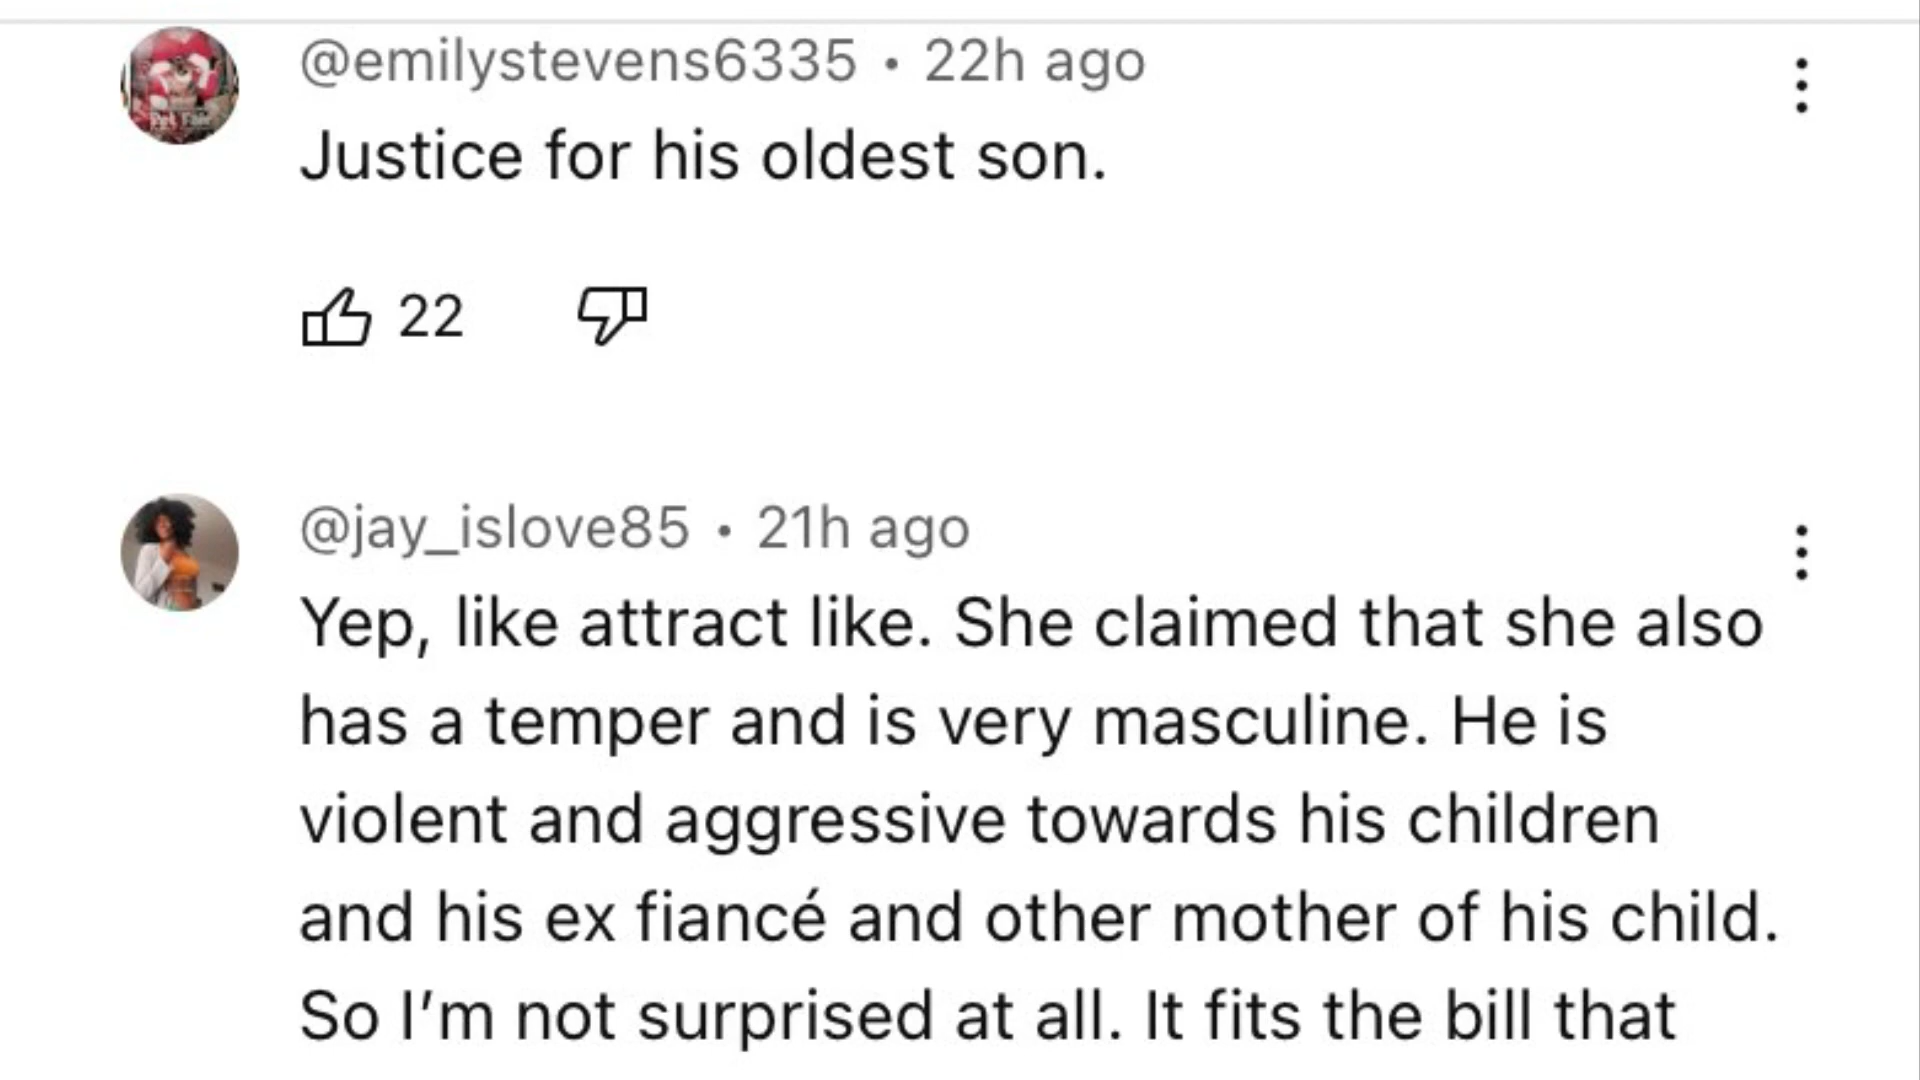 @emilystevens6335 • 22h ago
Justice for his oldest son.
22
@jay_islove85 • 21h ago
Yep, like attract like. She claimed that she also
has a temper and is very masculine. He is
violent and aggressive towards his children
and his ex fiancé and other mother of his child.
So I’m not surprised at all. It fits the bill that